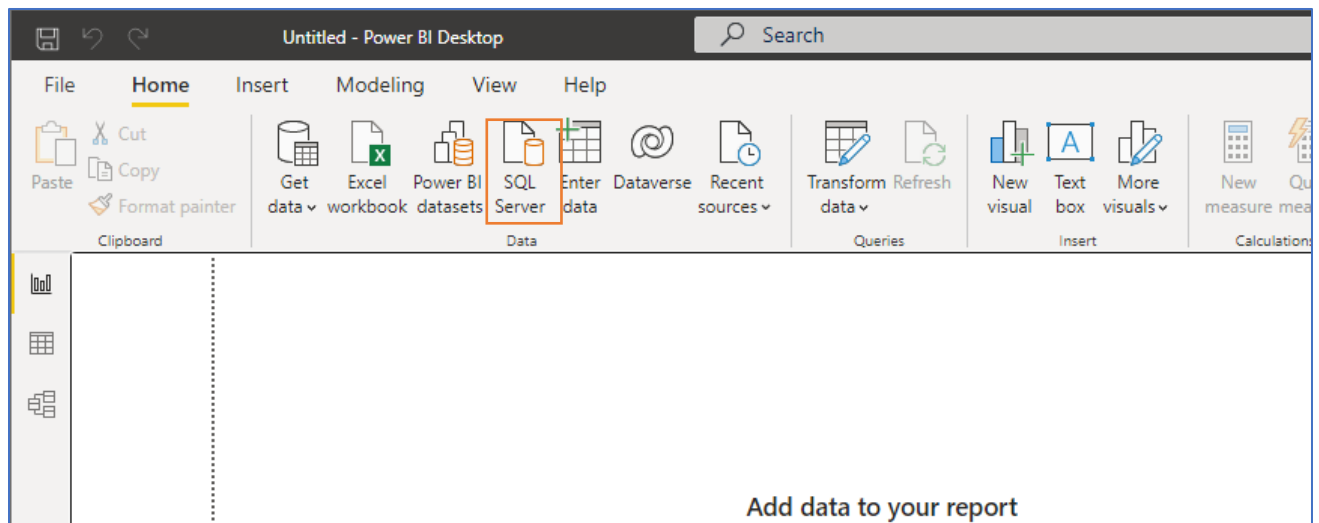 Untitled - Power BI Desktop
Search
File Home Insert Modeling View Help
Paste
Cut
Copy
Format painter
Get data
Excel workbook
Power BI datasets
SQL Server
Enter data
Dataverse
Recent sources
Transform data
Refresh
New visual
Text box
More visuals
New measure
Qu
mea
Clipboard
Data
Queries
Insert
Calculations
Add data to your report